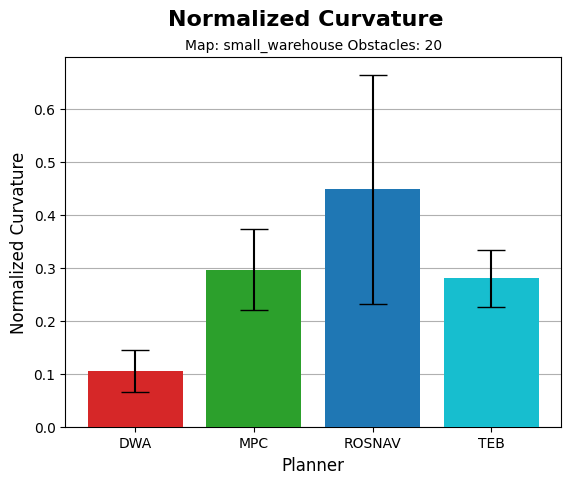 Normalized Curvature
Map: small_warehouse Obstacles: 20
Normalized Curvature
0.6
0.5
0.4
0.3
0.2
0.1
0.0
DWA
MPC
ROSNAV
TEB
Planner